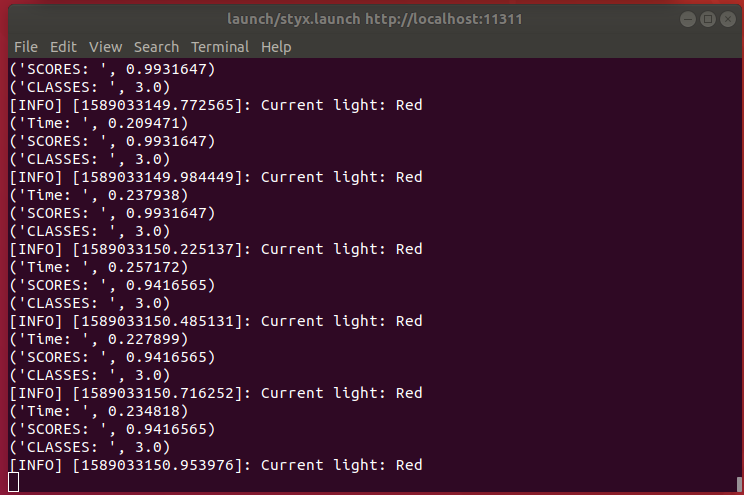 launch/styx.launch http://localhost:11311
File Edit View Search Terminal Help
('SCORES: ', 0.9931647)
('CLASSES: ', 3.0)
[INFO] [1589033149.772565]: Current light: Red
('Time: ', 0.209471)
('SCORES: ', 0.9931647)
('CLASSES: ', 3.0)
[INFO] [1589033149.984449]: Current light: Red
('Time: ', 0.237938)
('SCORES: ', 0.9931647)
('CLASSES: ', 3.0)
[INFO] [1589033150.225137]: Current light: Red
('Time: ', 0.257172)
('SCORES: ', 0.9416565)
('CLASSES: ', 3.0)
[INFO] [1589033150.485131]: Current light: Red
('Time: ', 0.227899)
('SCORES: ', 0.9416565)
('CLASSES: ', 3.0)
[INFO] [1589033150.716252]: Current light: Red
('Time: ', 0.234818)
('SCORES: ', 0.9416565)
('CLASSES: ', 3.0)
[INFO] [1589033150.953976]: Current light: Red